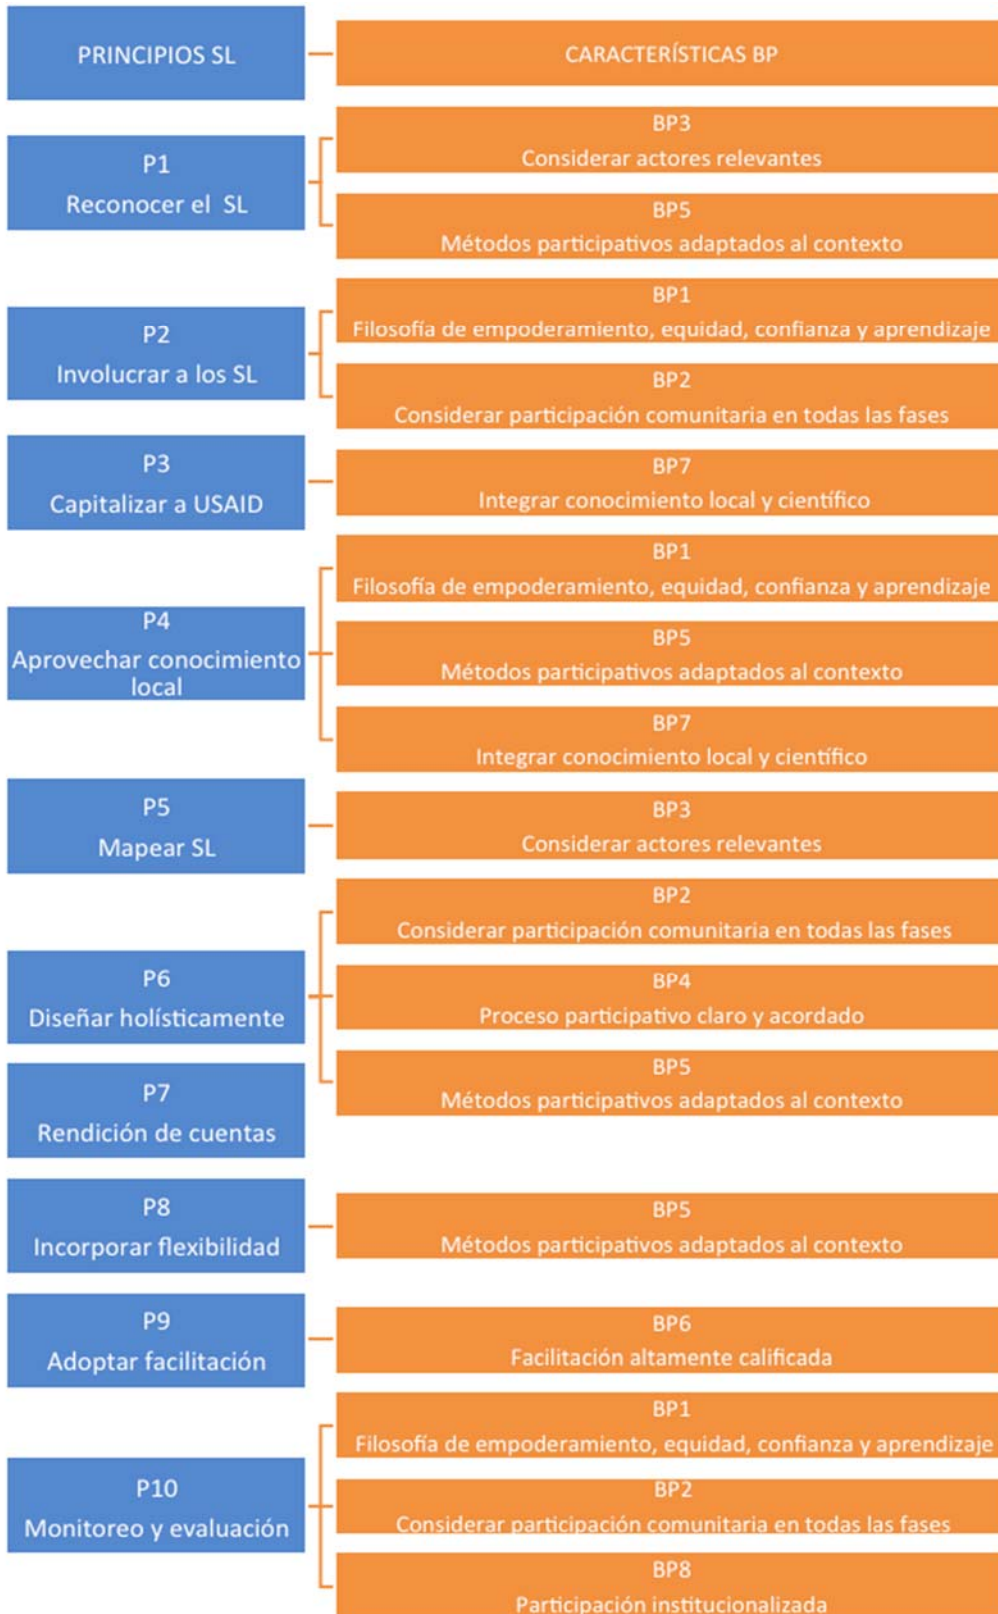 PRINCIPIOS SL
CARACTERÍSTICAS BP
P1
Reconocer el SL
BP3
Considerar actores relevantes
BP5
Métodos participativos adaptados al contexto
P2
Involucrar a los SL
BP1
Filosofía de empoderamiento, equidad, confianza y aprendizaje
BP2
Considerar participación comunitaria en todas las fases
P3
Capitalizar a USAID
BP7
Integrar conocimiento local y científico
P4
Aprovechar conocimiento
local
BP1
Filosofía de empoderamiento, equidad, confianza y aprendizaje
BP5
Métodos participativos adaptados al contexto
BP7
Integrar conocimiento local y científico
P5
Mapear SL
BP3
Considerar actores relevantes
P6
Diseñar holísticamente
BP2
Considerar participación comunitaria en todas las fases
BP4
Proceso participativo claro y acordado
BP5
Métodos participativos adaptados al contexto
P7
Rendición de cuentas
P8
Incorporar flexibilidad
BP5
Métodos participativos adaptados al contexto
P9
Adoptar facilitación
BP6
Facilitación altamente calificada
P10
Monitoreo y evaluación
BP1
Filosofía de empoderamiento, equidad, confianza y aprendizaje
BP2
Considerar participación comunitaria en todas las fases
BP8
Participación institucionalizada